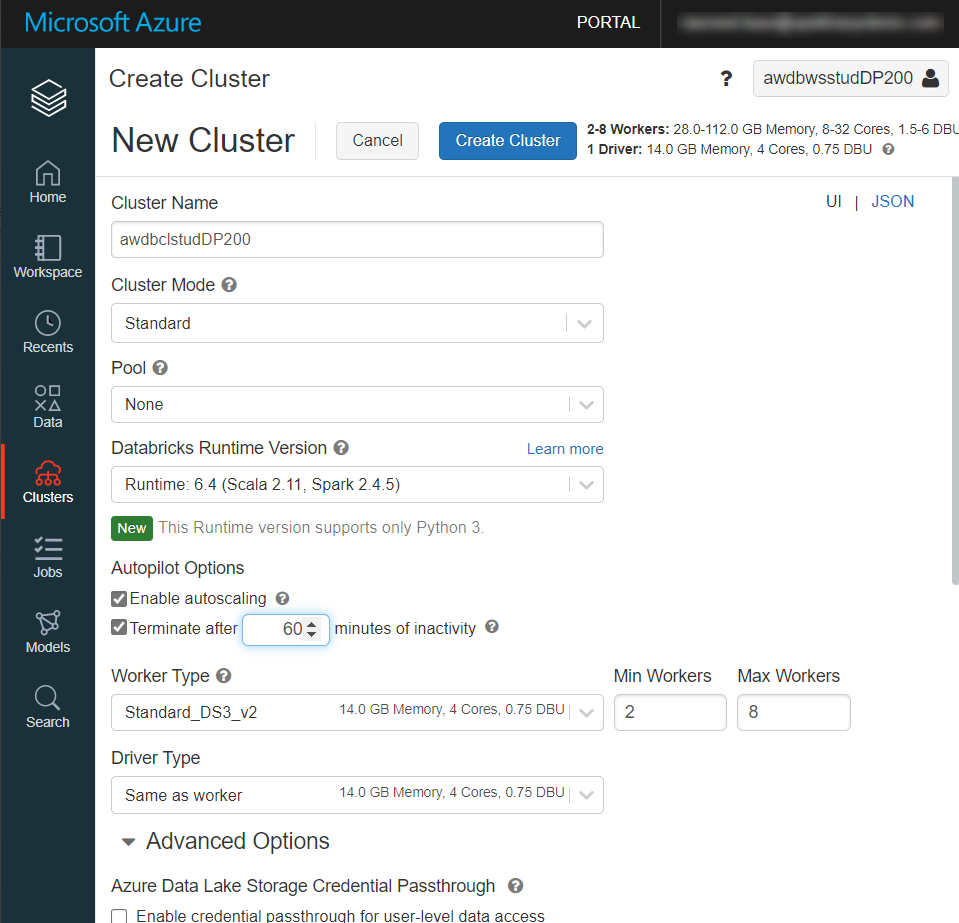 Microsoft Azure
PORTAL
Create Cluster
?
awdbwsstudDP200
New Cluster
Cancel
Create Cluster
2-8 Workers: 28.0-112.0 GB Memory, 8-32 Cores, 1.5-6 DBU
1 Driver: 14.0 GB Memory, 4 Cores, 0.75 DBU ?
Home
Workspace
Recents
Data
Clusters
Jobs
Models
Search
UI | JSON
Cluster Name
awdbclstudDP200
Cluster Mode ?
Standard
Pool ?
None
Databricks Runtime Version ?
Learn more
Runtime: 6.4 (Scala 2.11, Spark 2.4.5)
New This Runtime version supports only Python 3.
Autopilot Options
Enable autoscaling ?
Terminate after 60 minutes of inactivity ?
Worker Type ?
Min Workers
Max Workers
Standard_DS3_v2
14.0 GB Memory, 4 Cores, 0.75 DBU
2
8
Driver Type
Same as worker
14.0 GB Memory, 4 Cores, 0.75 DBU
Advanced Options
Azure Data Lake Storage Credential Passthrough ?
Enable credential passthrough for user-level data access